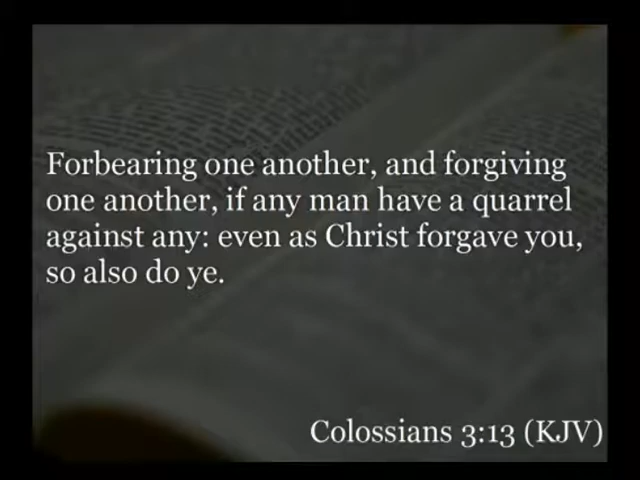 Forbearing one another, and forgiving
one another, if any man have a quarrel
against any: even as Christ forgave you,
so also do ye.
Colossians 3:13 (KJV)